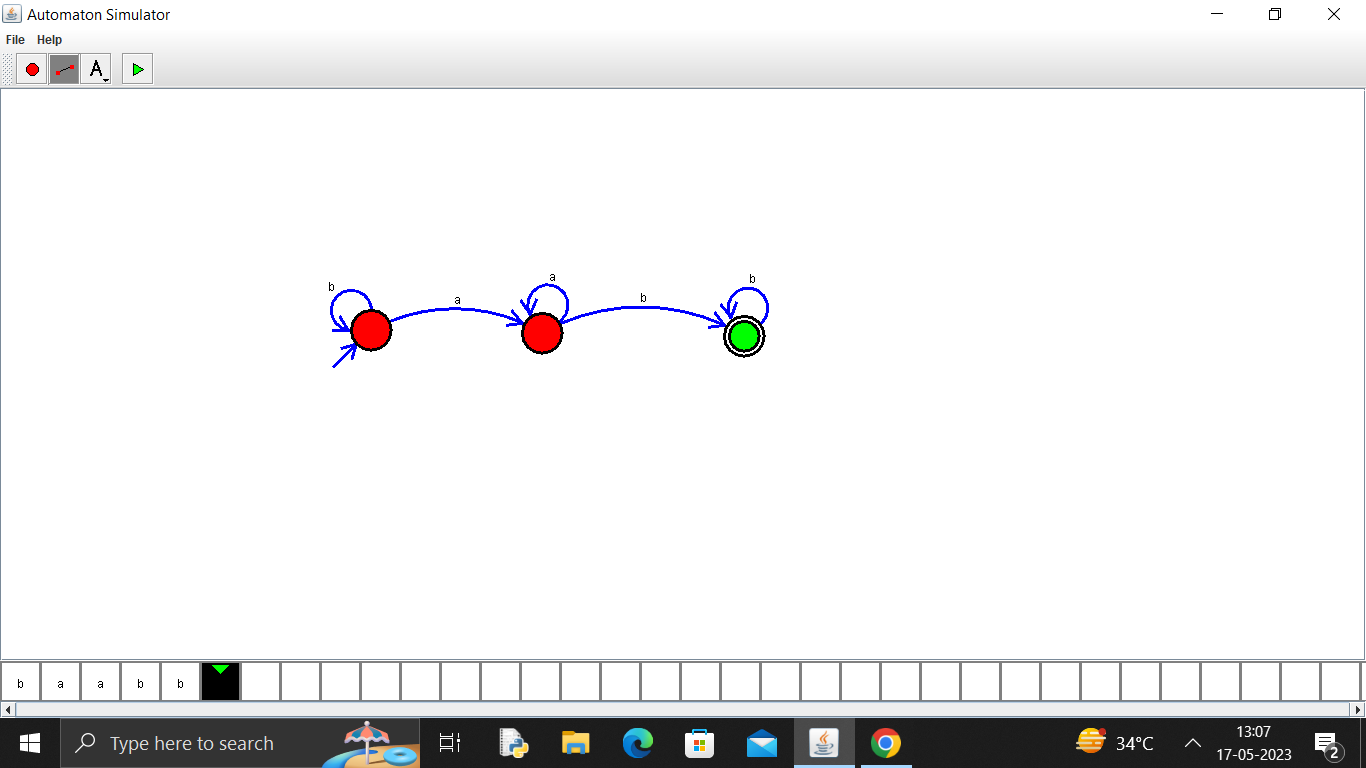 Automaton Simulator
File Help
A
b a a b b
b a b
b a a b b
Type here to search
34°C
13:07
17-05-2023
2